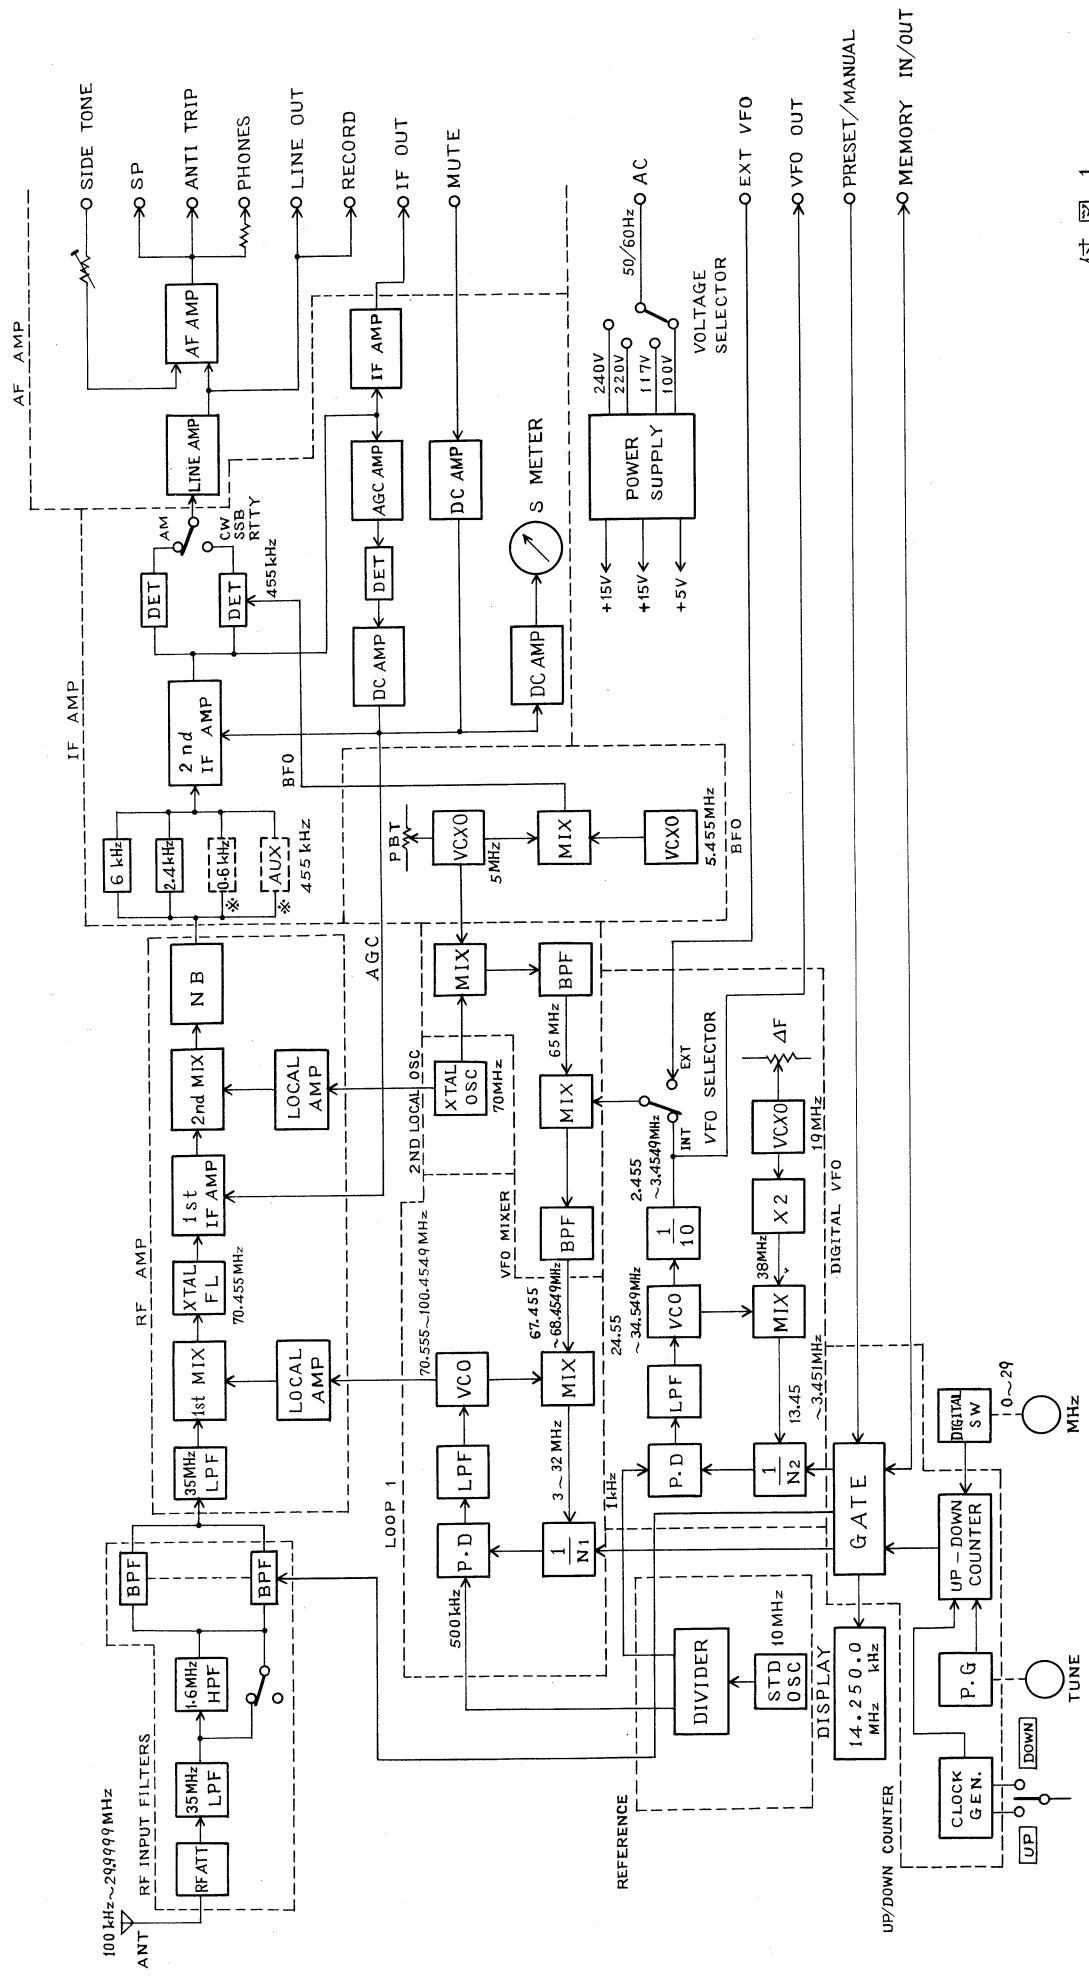 AF AMP
SIDE TONE
SP
ANTI TRIP
PHONES
LINE OUT
RECORD
IF OUT
MUTE
AC
EXT VFO
VFO OUT
PRESET/MANUAL
MEMORY IN/OUT
付図 1
AF AMP
LINE AMP
IF AMP
AGC AMP
DC AMP
S METER
50/60Hz
VOLTAGE
SELECTOR
240V
220V
117V
100V
POWER
SUPPLY
+15V
+15V
+5V
IF AMP
AM
CW
SSB
RTTY
DET
DET
455kHz
DET
DC AMP
DC AMP
2nd
IF AMP
BFO
6kHz
2.4kHz
0.6kHz
※
AUX
※
455kHz
PBT
VCXO
5MHz
MIX
VCXO
5.455MHz
BFO
RF AMP
NB
2nd MIX
LOCAL
AMP
1st
IF AMP
XTAL
FL
70.455MHz
1st MIX
LOCAL
AMP
35MHz
LPF
AGC
MIX
BPF
65MHz
2ND LOCAL OSC
XTAL
OSC
70MHz
MIX
VFO MIXER
BPF
67.455
~68.4549MHz
70.555~100.4549MHz
LOOP 1
VCO
MIX
LPF
3~32MHz
P.D
1/N1
500kHz
EXT
INT
VFO SELECTOR
2.455
~3.4549MHz
1/10
24.55
~34.549MHz
VCO
LPF
P.D
1kHz
1/N2
13.45
~3.451MHz
MIX
38MHz
X2
VCXO
19MHz
ΔF
DIGITAL VFO
100kHz~29.9999MHz
ANT
RF INPUT FILTERS
RF ATT
35MHz
LPF
1.6MHz
HPF
BPF
BPF
REFERENCE
DIVIDER
STD
OSC
10MHz
DISPLAY
14.250.0
MHz kHz
GATE
UP/DOWN COUNTER
UP-DOWN
COUNTER
DIGITAL
SW
0~29
MHz
P.G
TUNE
CLOCK
GEN.
UP
DOWN